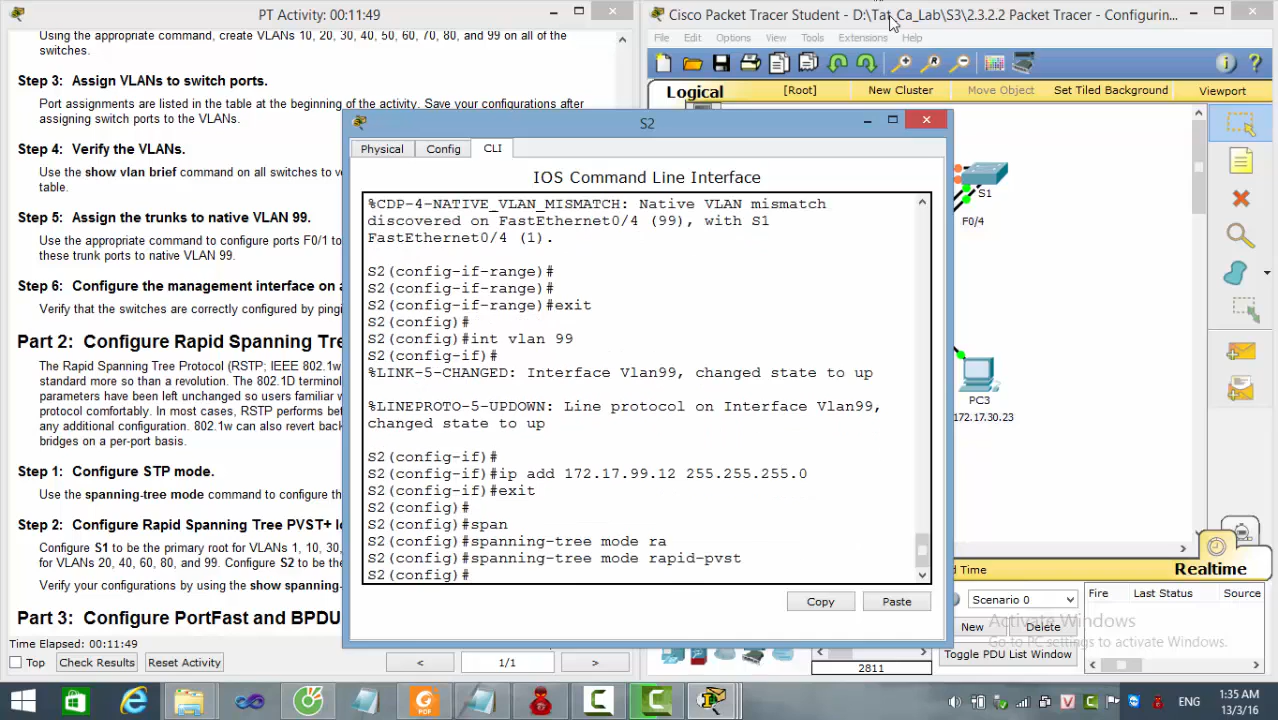 PT Activity: 00:11:49
Using the appropriate command, create VLANs 10, 20, 30, 40, 50, 60, 70, 80, and 99 on all of the
switches.
Step 3: Assign VLANs to switch ports.
Port assignments are listed in the table at the beginning of the activity. Save your configurations after
assigning switch ports to the VLANs.
Step 4: Verify the VLANs.
Use the show vlan brief command on all switches to v
table.
Step 5: Assign the trunks to native VLAN 99.
Use the appropriate command to configure ports F0/1 to
these trunk ports to native VLAN 99.
Step 6: Configure the management interface on a
Verify that the switches are correctly configured by pingi
Part 2: Configure Rapid Spanning Tre
The Rapid Spanning Tree Protocol (RSTP; IEEE 802.1w
standard more so than a revolution. The 802.1D terminol
parameters have been left unchanged so users familiar w
protocol comfortably. In most cases, RSTP performs bet
any additional configuration. 802.1w can also revert back
bridges on a per-port basis.
Step 1: Configure STP mode.
Use the spanning-tree mode command to configure th
Step 2: Configure Rapid Spanning Tree PVST+ lo
Configure S1 to be the primary root for VLANs 1, 10, 30,
for VLANs 20, 40, 60, 80, and 99. Configure S2 to be the
Verify your configurations by using the show spanning-
Part 3: Configure PortFast and BPDU
Time Elapsed: 00:11:49
Top
Check Results
Reset Activity
<
1/1
>
Cisco Packet Tracer Student - D:\Tat_Ca_Lab\S3\2.3.2.2 Packet Tracer - Configurin...
File Edit Options View Tools Extensions Help
Logical
[Root]
New Cluster
Move Object
Set Tiled Background
Viewport
S1
F0/4
PC3
172.17.30.23
S2
Physical
Config
CLI
IOS Command Line Interface
%CDP-4-NATIVE_VLAN_MISMATCH: Native VLAN mismatch
discovered on FastEthernet0/4 (99), with S1
FastEthernet0/4 (1).
S2(config-if-range)#
S2(config-if-range)#
S2(config-if-range)#exit
S2(config)#
S2(config)#int vlan 99
S2(config-if)#
%LINK-5-CHANGED: Interface Vlan99, changed state to up
%LINEPROTO-5-UPDOWN: Line protocol on Interface Vlan99,
changed state to up
S2(config-if)#
S2(config-if)#ip add 172.17.99.12 255.255.255.0
S2(config-if)#exit
S2(config)#
S2(config)#span
S2(config)#spanning-tree mode ra
S2(config)#spanning-tree mode rapid-pvst
S2(config)#
Copy
Paste
Time
Realtime
Scenario 0
New
Delete
Toggle PDU List Window
Fire
Last Status
Source
Activate Windows
Go to PC settings to activate Windows.
2811
PDF
ENG
1:35 AM
13/3/16